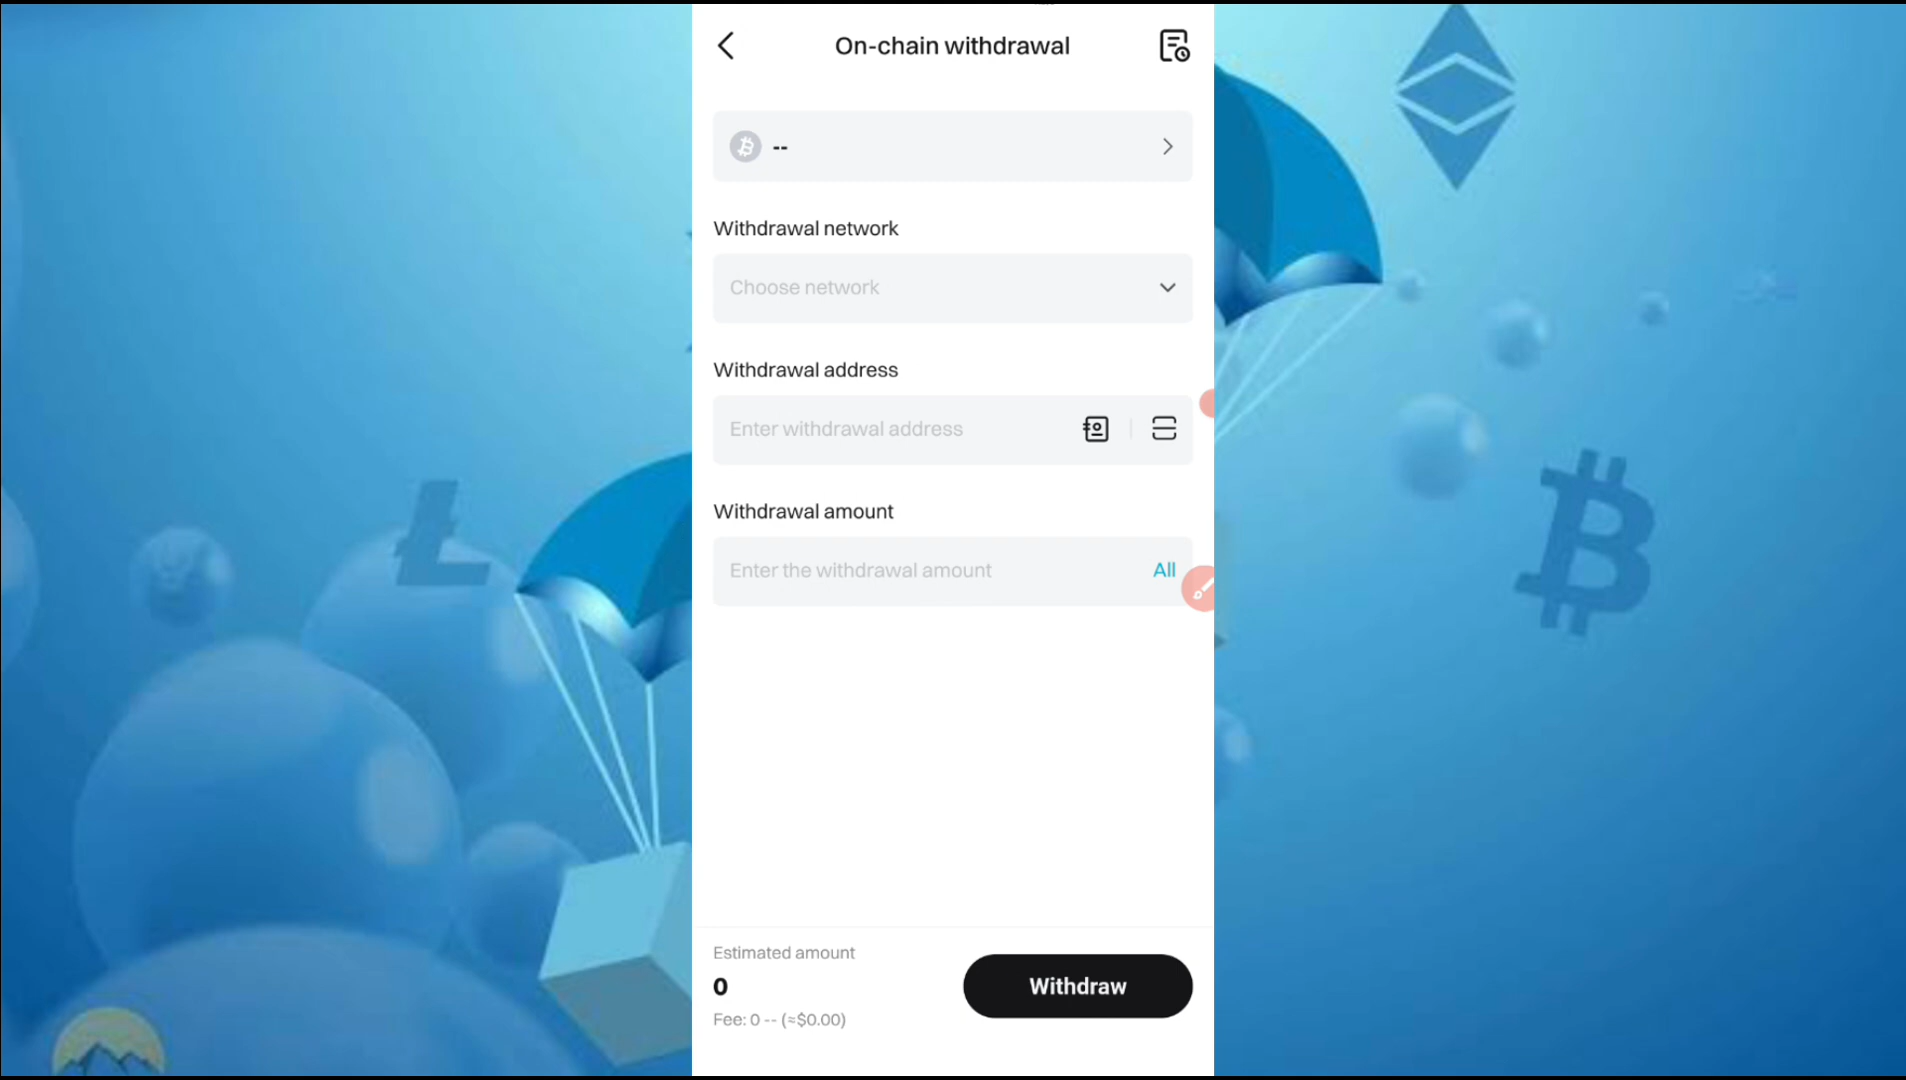 On-chain withdrawal
--
Withdrawal network
Choose network
Withdrawal address
Enter withdrawal address
Withdrawal amount
Enter the withdrawal amount All
Estimated amount
0
Withdraw
Fee: 0 -- (≈$0.00)